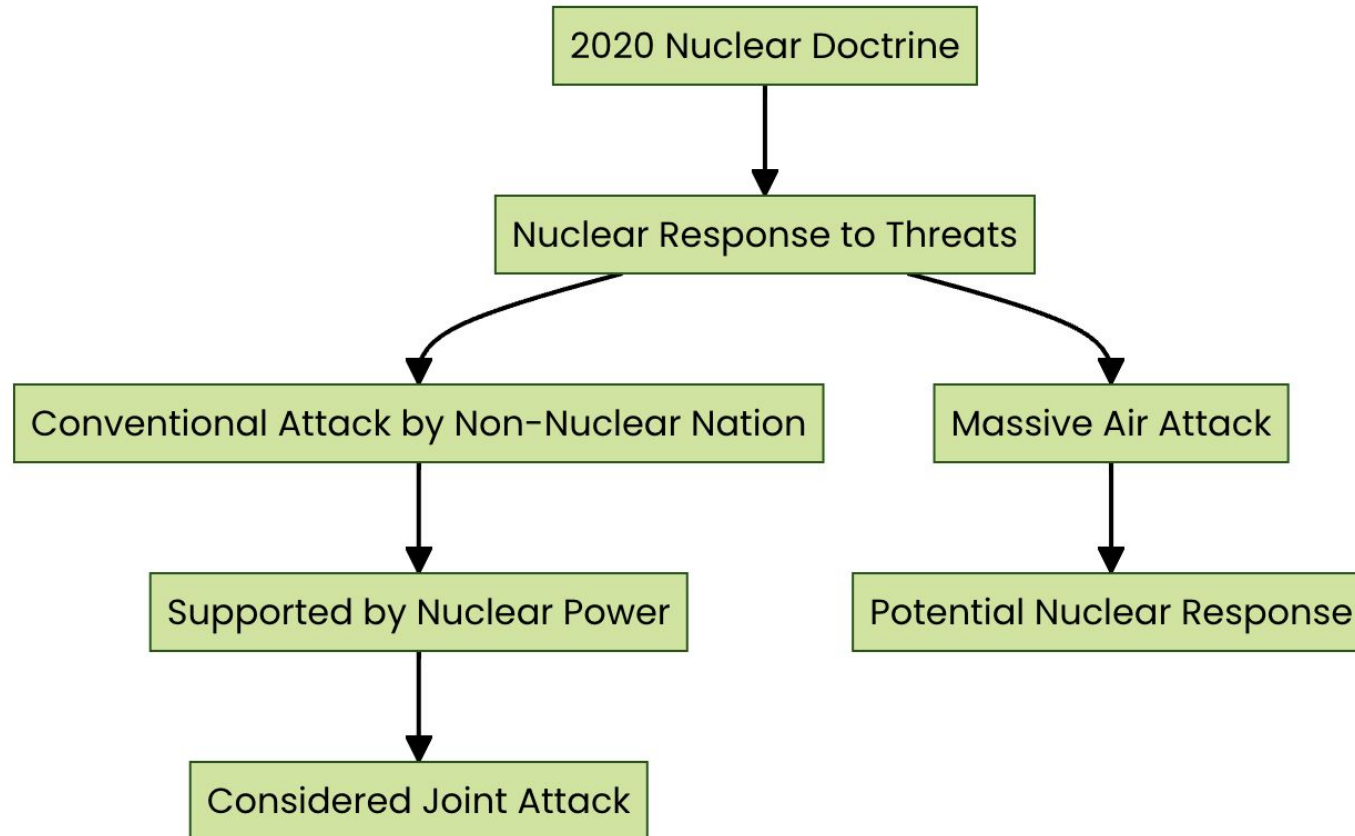 2020 Nuclear Doctrine
Nuclear Response to Threats
Conventional Attack by Non-Nuclear Nation
Massive Air Attack
Supported by Nuclear Power
Potential Nuclear Response
Considered Joint Attack